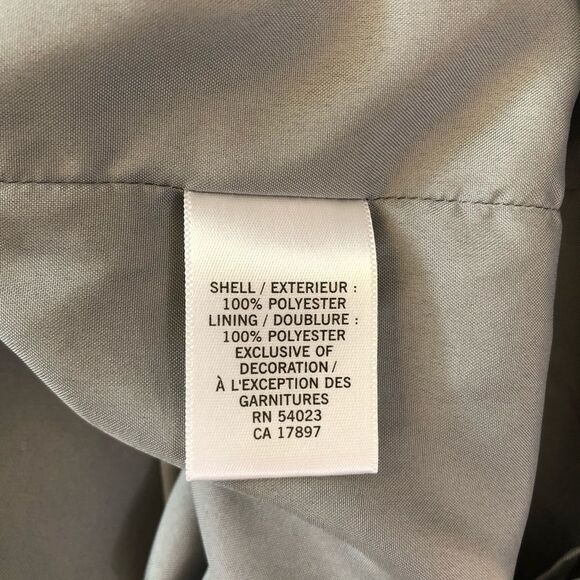 SHELL / EXTERIEUR :
100% POLYESTER
LINING / DOUBLURE :
100% POLYESTER
EXCLUSIVE OF
DECORATION /
À L'EXCEPTION DES
GARNITURES
RN 54023
CA 17897